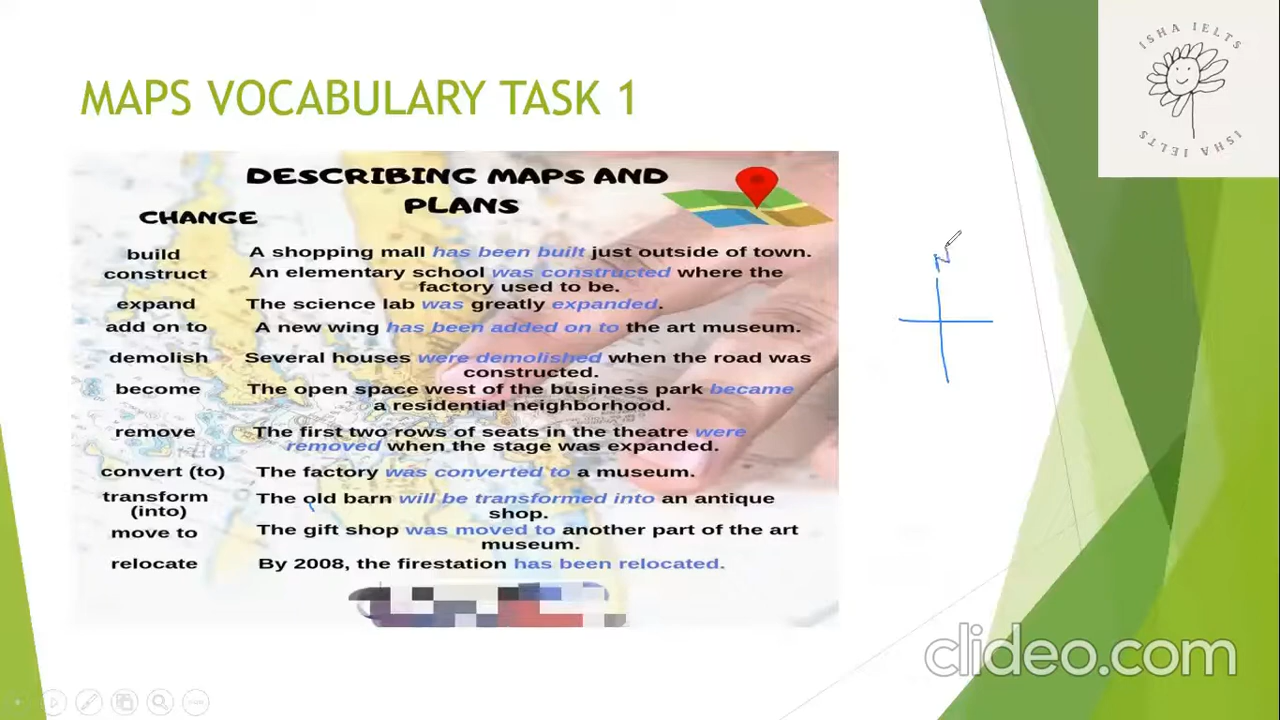 ISHA IELTS
MAPS VOCABULARY TASK 1
ISHA IELTS
DESCRIBING MAPS AND
PLANS
CHANGE
build A shopping mall has been built just outside of town.
construct An elementary school was constructed where the
factory used to be.
expand The science lab was greatly expanded.
add on to A new wing has been added on to the art museum.
demolish Several houses were demolished when the road was
constructed.
become The open space west of the business park became
a residential neighborhood.
remove The first two rows of seats in the theatre were
removed when the stage was expanded.
convert (to) The factory was converted to a museum.
transform The old barn will be transformed into an antique
(into) shop.
move to The gift shop was moved to another part of the art
museum.
relocate By 2008, the firestation has been relocated.
N
clideo.com